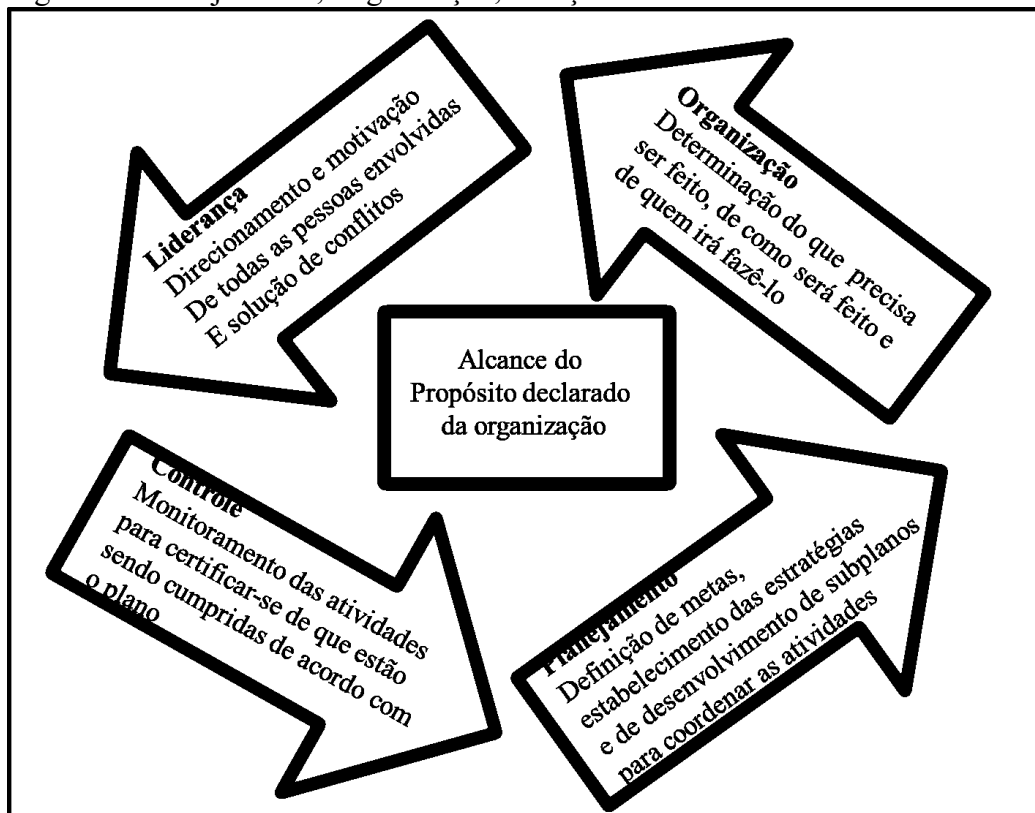 Liderança
Direcionamento e motivação
De todas as pessoas envolvidas
E solução de conflitos
Organização
Determinação do que precisa
ser feito, de como será feito e
de quem irá fazê-lo
Alcance do
Propósito declarado
da organização
Controle
Monitoramento das atividades
para certificar-se de que estão
sendo cumpridas de acordo com
o plano
Planejamento
Definição de metas,
estabelecimento das estratégias
e de desenvolvimento de subplanos
para coordenar as atividades